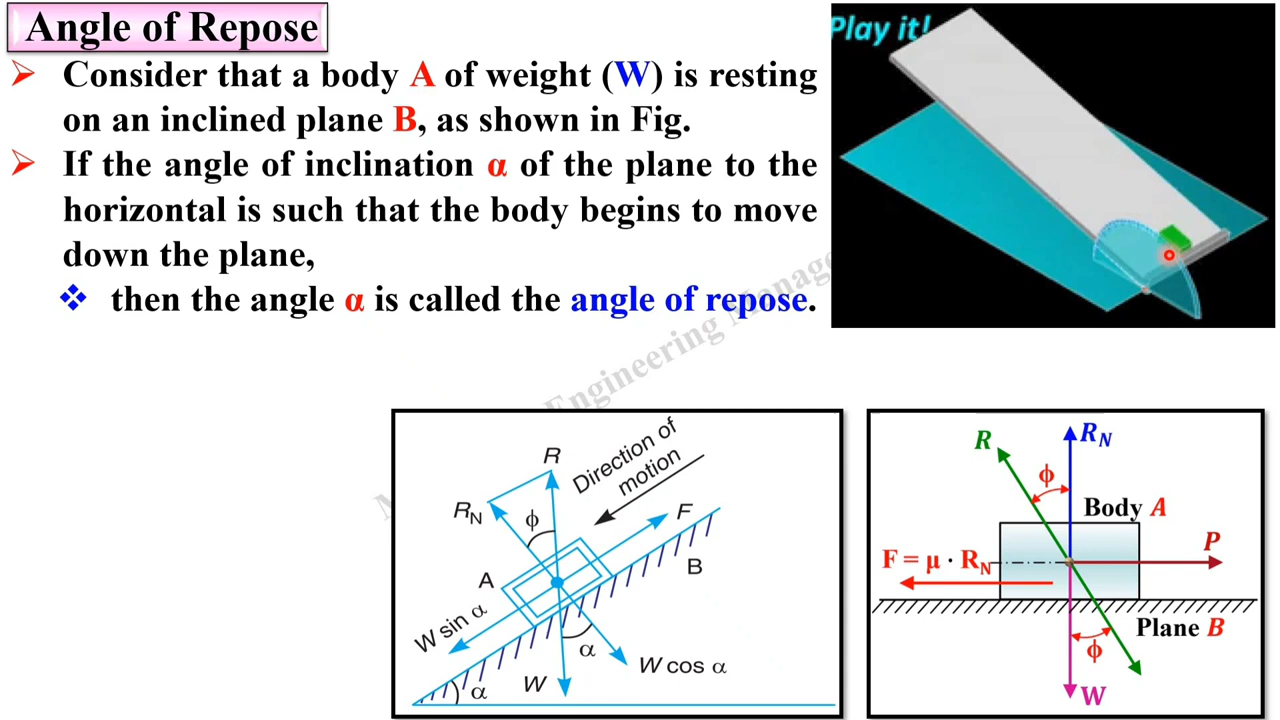 Angle of Repose
➢ Consider that a body A of weight (W) is resting
on an inclined plane B, as shown in Fig.
➢ If the angle of inclination α of the plane to the
horizontal is such that the body begins to move
down the plane,
❖ then the angle α is called the angle of repose.
Play it!
Engineering Manage
R
Direction of
motion
R_N
ϕ
F
A
B
W sin α
α
W cos α
α
W
R
R_N
ϕ
Body A
P
F = μ · R_N
Plane B
ϕ
W